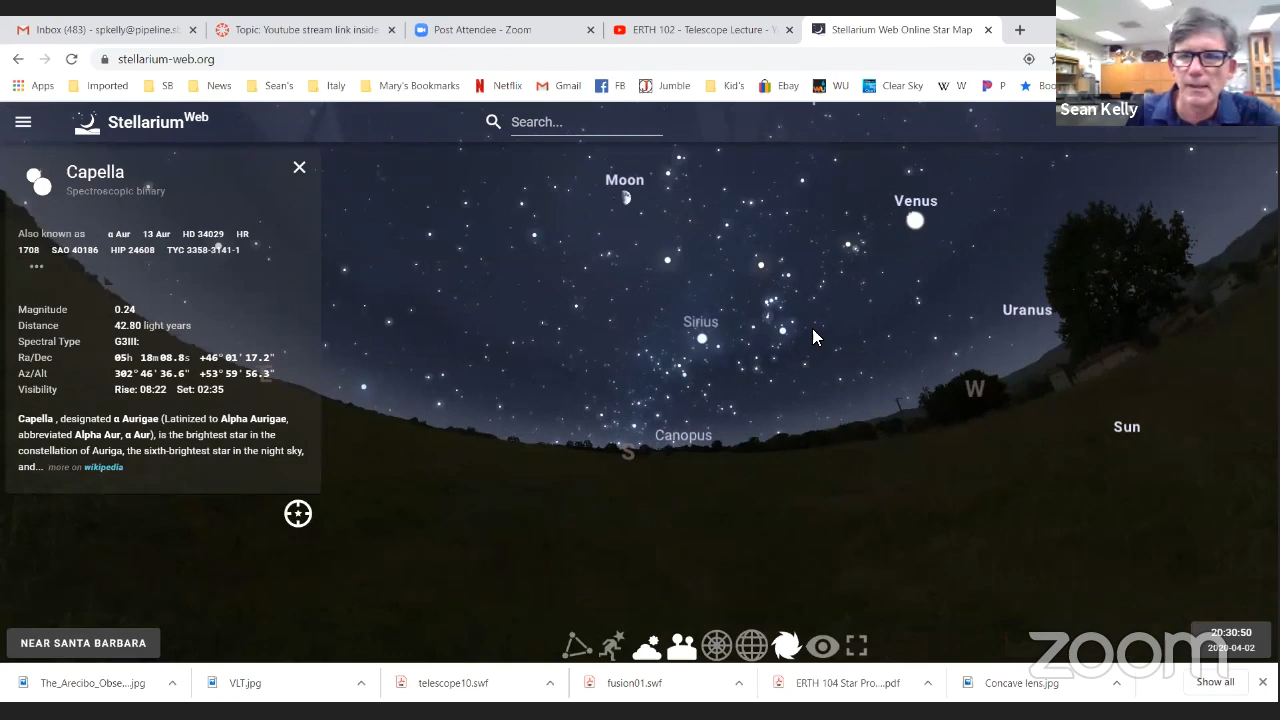 Inbox (483) - spkelly@pipeline.s
Topic: Youtube stream link inside
Post Attendee - Zoom
ERTH 102 - Telescope Lecture - Y
Stellarium Web Online Star Map
stellarium-web.org
Apps
Imported
SB
News
Sean's
Italy
Mary's Bookmarks
Netflix
Gmail
FB
Jumble
Kid's
Ebay
WU
Clear Sky
W
P
Boo
Sean Kelly
StellariumWeb
Search...
Capella
Spectroscopic binary
Also known as α Aur 13 Aur HD 34029 HR
1708 SAO 40186 HIP 24608 TYC 3358-3141-1
•••
Magnitude 0.24
Distance 42.80 light years
Spectral Type G3III:
Ra/Dec 05h 18m08.8s +46°01'17.2"
Az/Alt 302°46'36.6" +53°59'56.3"
Visibility Rise: 08:22 Set: 02:35
Capella , designated α Aurigae (Latinized to Alpha Aurigae,
abbreviated Alpha Aur, α Aur), is the brightest star in the
constellation of Auriga, the sixth-brightest star in the night sky,
and... more on wikipedia
Moon
Venus
Sirius
Uranus
W
Sun
Canopus
S
E
NEAR SANTA BARBARA
20:30:50
2020-04-02
zoom
The_Arecibo_Obse....jpg
VLT.jpg
telescope10.swf
fusion01.swf
ERTH 104 Star Pro....pdf
Concave lens.jpg
Show all